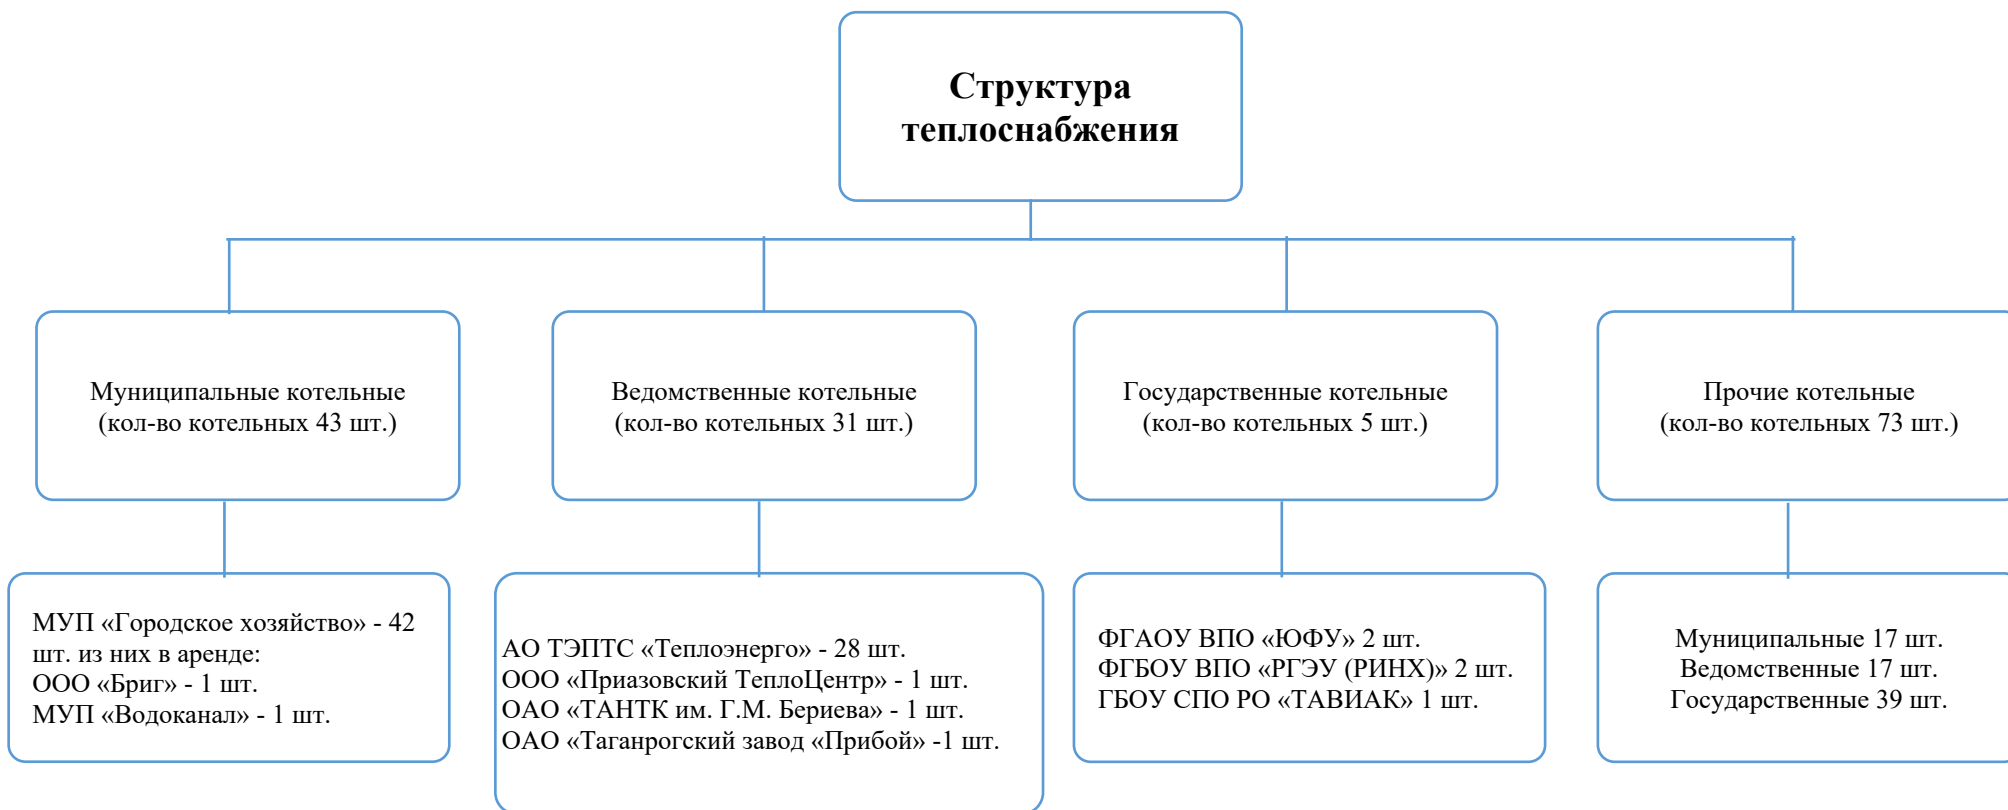 Структура
теплоснабжения
Муниципальные котельные
(кол-во котельных 43 шт.)
Ведомственные котельные
(кол-во котельных 31 шт.)
Государственные котельные
(кол-во котельных 5 шт.)
Прочие котельные
(кол-во котельных 73 шт.)
МУП «Городское хозяйство» - 42
шт. из них в аренде:
ООО «Бриг» - 1 шт.
МУП «Водоканал» - 1 шт.
АО ТЭПТС «Теплоэнерго» - 28 шт.
ООО «Приазовский ТеплоЦентр» - 1 шт.
ОАО «ТАНТК им. Г.М. Бериева» - 1 шт.
ОАО «Таганрогский завод «Прибой» -1 шт.
ФГАОУ ВПО «ЮФУ» 2 шт.
ФГБОУ ВПО «РГЭУ (РИНХ)» 2 шт.
ГБОУ СПО РО «ТАВИАК» 1 шт.
Муниципальные 17 шт.
Ведомственные 17 шт.
Государственные 39 шт.